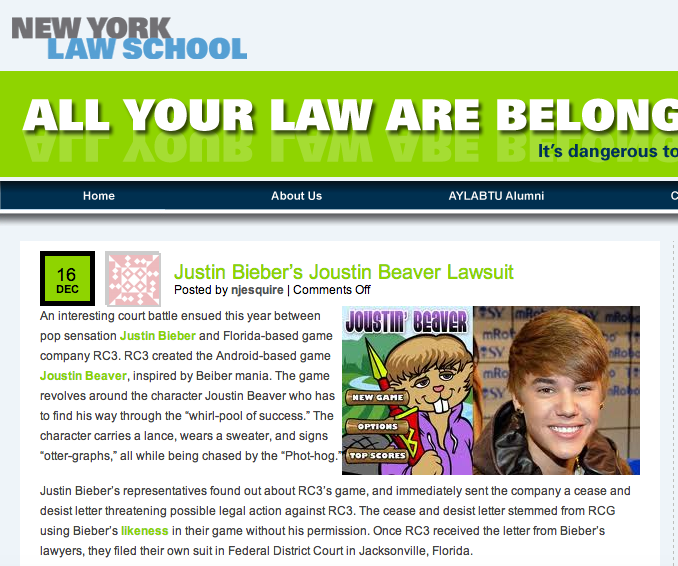 NEW YORK
LAW SCHOOL
ALL YOUR LAW ARE BELONG
It's dangerous to
Home About Us AYLABTU Alumni C
16
DEC
Justin Bieber's Joustin Beaver Lawsuit
Posted by njesquire | Comments Off
An interesting court battle ensued this year between
pop sensation Justin Bieber and Florida-based game
company RC3. RC3 created the Android-based game
Joustin Beaver, inspired by Beiber mania. The game
revolves around the character Joustin Beaver who has
to find his way through the “whirl-pool of success.” The
character carries a lance, wears a sweater, and signs
“otter-graphs,” all while being chased by the “Phot-hog.”
JOUSTIN' BEAVER
NEW GAME
OPTIONS
TOP SCORES
Justin Bieber's representatives found out about RC3's game, and immediately sent the company a cease and
desist letter threatening possible legal action against RC3. The cease and desist letter stemmed from RCG
using Bieber's likeness in their game without his permission. Once RC3 received the letter from Bieber's
lawyers, they filed their own suit in Federal District Court in Jacksonville, Florida.